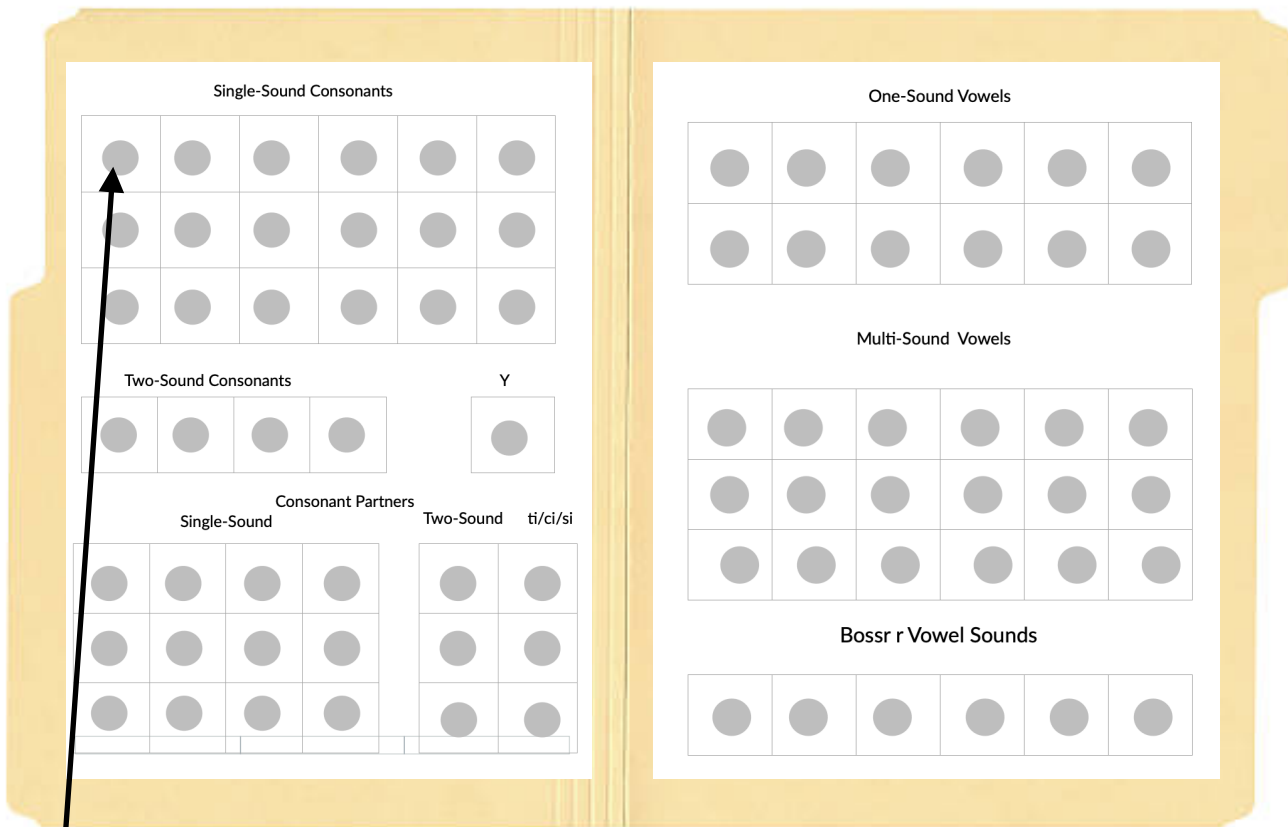 Single-Sound Consonants
Two-Sound Consonants Y
Consonant Partners
Single-Sound Two-Sound ti/ci/si
One-Sound Vowels
Multi-Sound Vowels
Bossr r Vowel Sounds